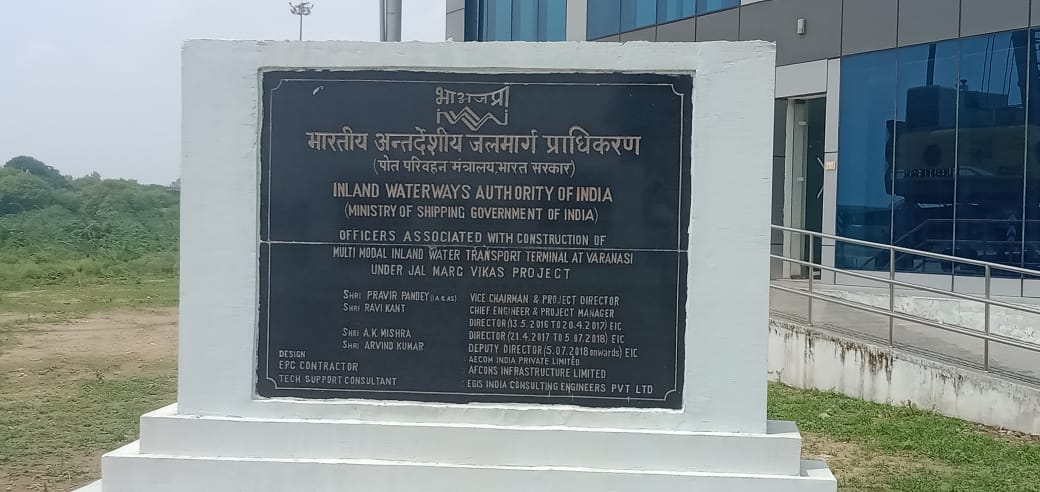 भाअजप्रा
IWAI
भारतीय अन्तर्देशीय जलमार्ग प्राधिकरण
(पोत परिवहन मंत्रालय,भारत सरकार)
INLAND WATERWAYS AUTHORITY OF INDIA
(MINISTRY OF SHIPPING GOVERNMENT OF INDIA)
OFFICERS ASSOCIATED WITH CONSTRUCTION OF
MULTI MODAL INLAND WATER TRANSPORT TERMINAL AT VARANASI
UNDER JAL MARG VIKAS PROJECT
SHRI PRAVIR PANDEY (IA & AS) VICE CHAIRMAN & PROJECT DIRECTOR
SHRI RAVI KANT CHIEF ENGINEER & PROJECT MANAGER
DIRECTOR (13.5.2016 TO 20.4.2017) EIC
SHRI A.K. MISHRA DIRECTOR (21.4.2017 TO 5.07.2018) EIC
SHRI ARVIND KUMAR DEPUTY DIRECTOR (5.07.2018 onwards) EIC
DESIGN : AECOM INDIA PRIVATE LIMITED
EPC CONTRACTOR : AFCONS INFRASTRUCTURE LIMITED
TECH SUPPORT CONSULTANT : EGIS INDIA CONSULTING ENGINEERS PVT LTD